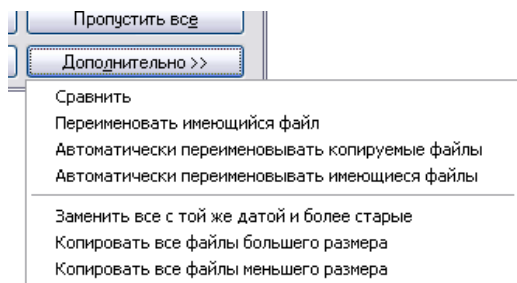 Пропустить все
Дополнительно >>
Сравнить
Переименовать имеющийся файл
Автоматически переименовывать копируемые файлы
Автоматически переименовывать имеющиеся файлы
Заменить все с той же датой и более старые
Копировать все файлы большего размера
Копировать все файлы меньшего размера